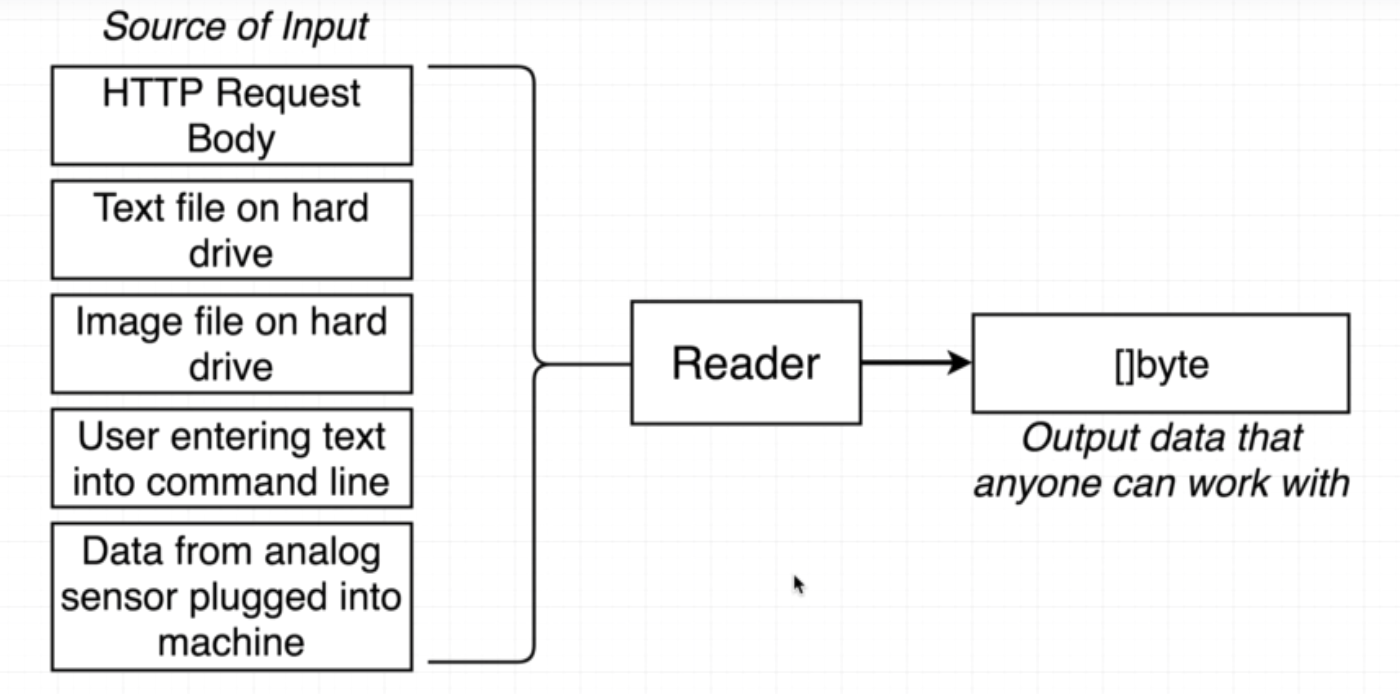 Source of Input
HTTP Request
Body
Text file on hard
drive
Image file on hard
drive
User entering text
into command line
Data from analog
sensor plugged into
machine
Reader
[]byte
Output data that
anyone can work with